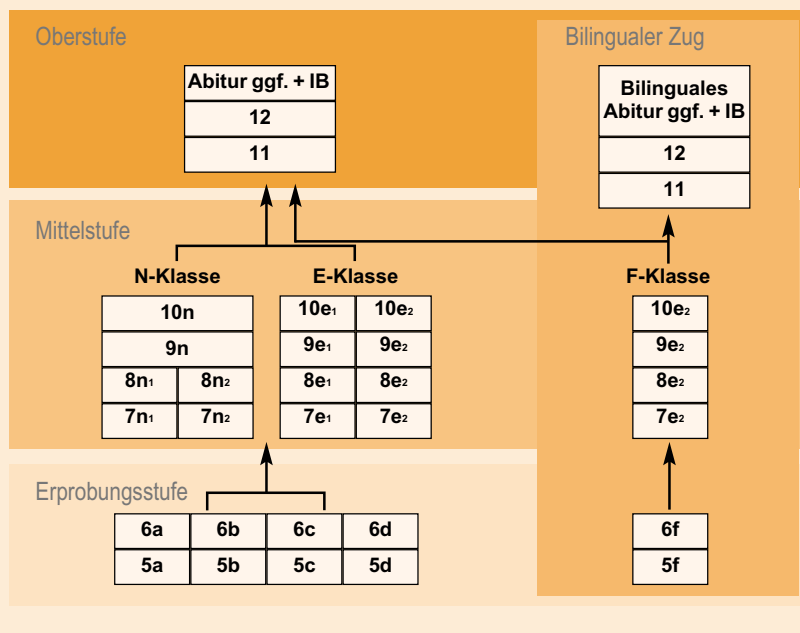 Oberstufe
Bilingualer Zug
Abitur ggf. + IB
12
11
Bilinguales
Abitur ggf. + IB
12
11
Mittelstufe
N-Klasse
E-Klasse
F-Klasse
10n
9n
8n1 8n2
7n1 7n2
10e1 10e2
9e1 9e2
8e1 8e2
7e1 7e2
10e2
9e2
8e2
7e2
Erprobungsstufe
6a 6b 6c 6d
5a 5b 5c 5d
6f
5f